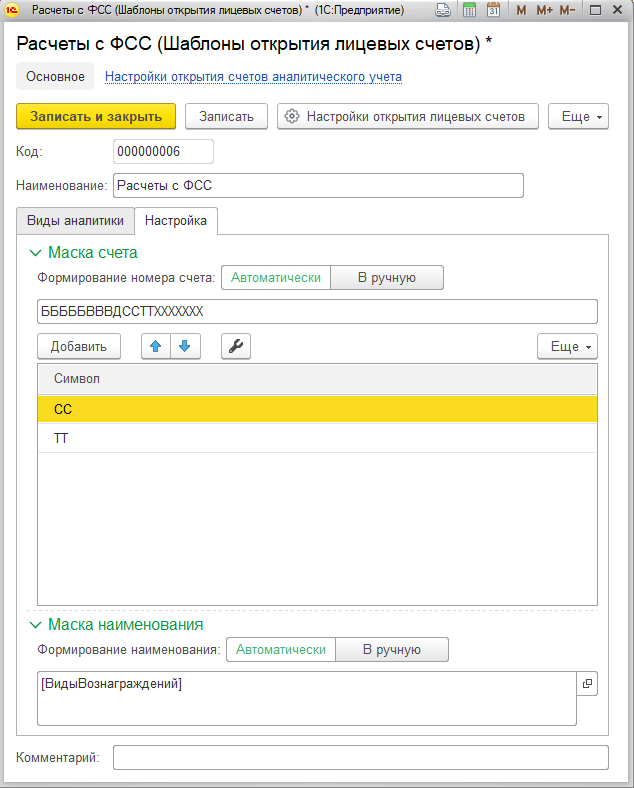 1С Расчеты с ФСС (Шаблоны открытия лицевых счетов) * (1С:Предприятие) 31 M M+ M-
Расчеты с ФСС (Шаблоны открытия лицевых счетов) *
Основное Настройки открытия счетов аналитического учета
Записать и закрыть Записать Настройки открытия лицевых счетов Еще
Код: 000000006
Наименование: Расчеты с ФСС
Виды аналитики Настройка
Маска счета
Формирование номера счета: Автоматически В ручную
БББББВВВДССТТХХХХХХХ
Добавить Еще
Символ
СС
ТТ
Маска наименования
Формирование наименования: Автоматически В ручную
[ВидыВознаграждений]
Комментарий: